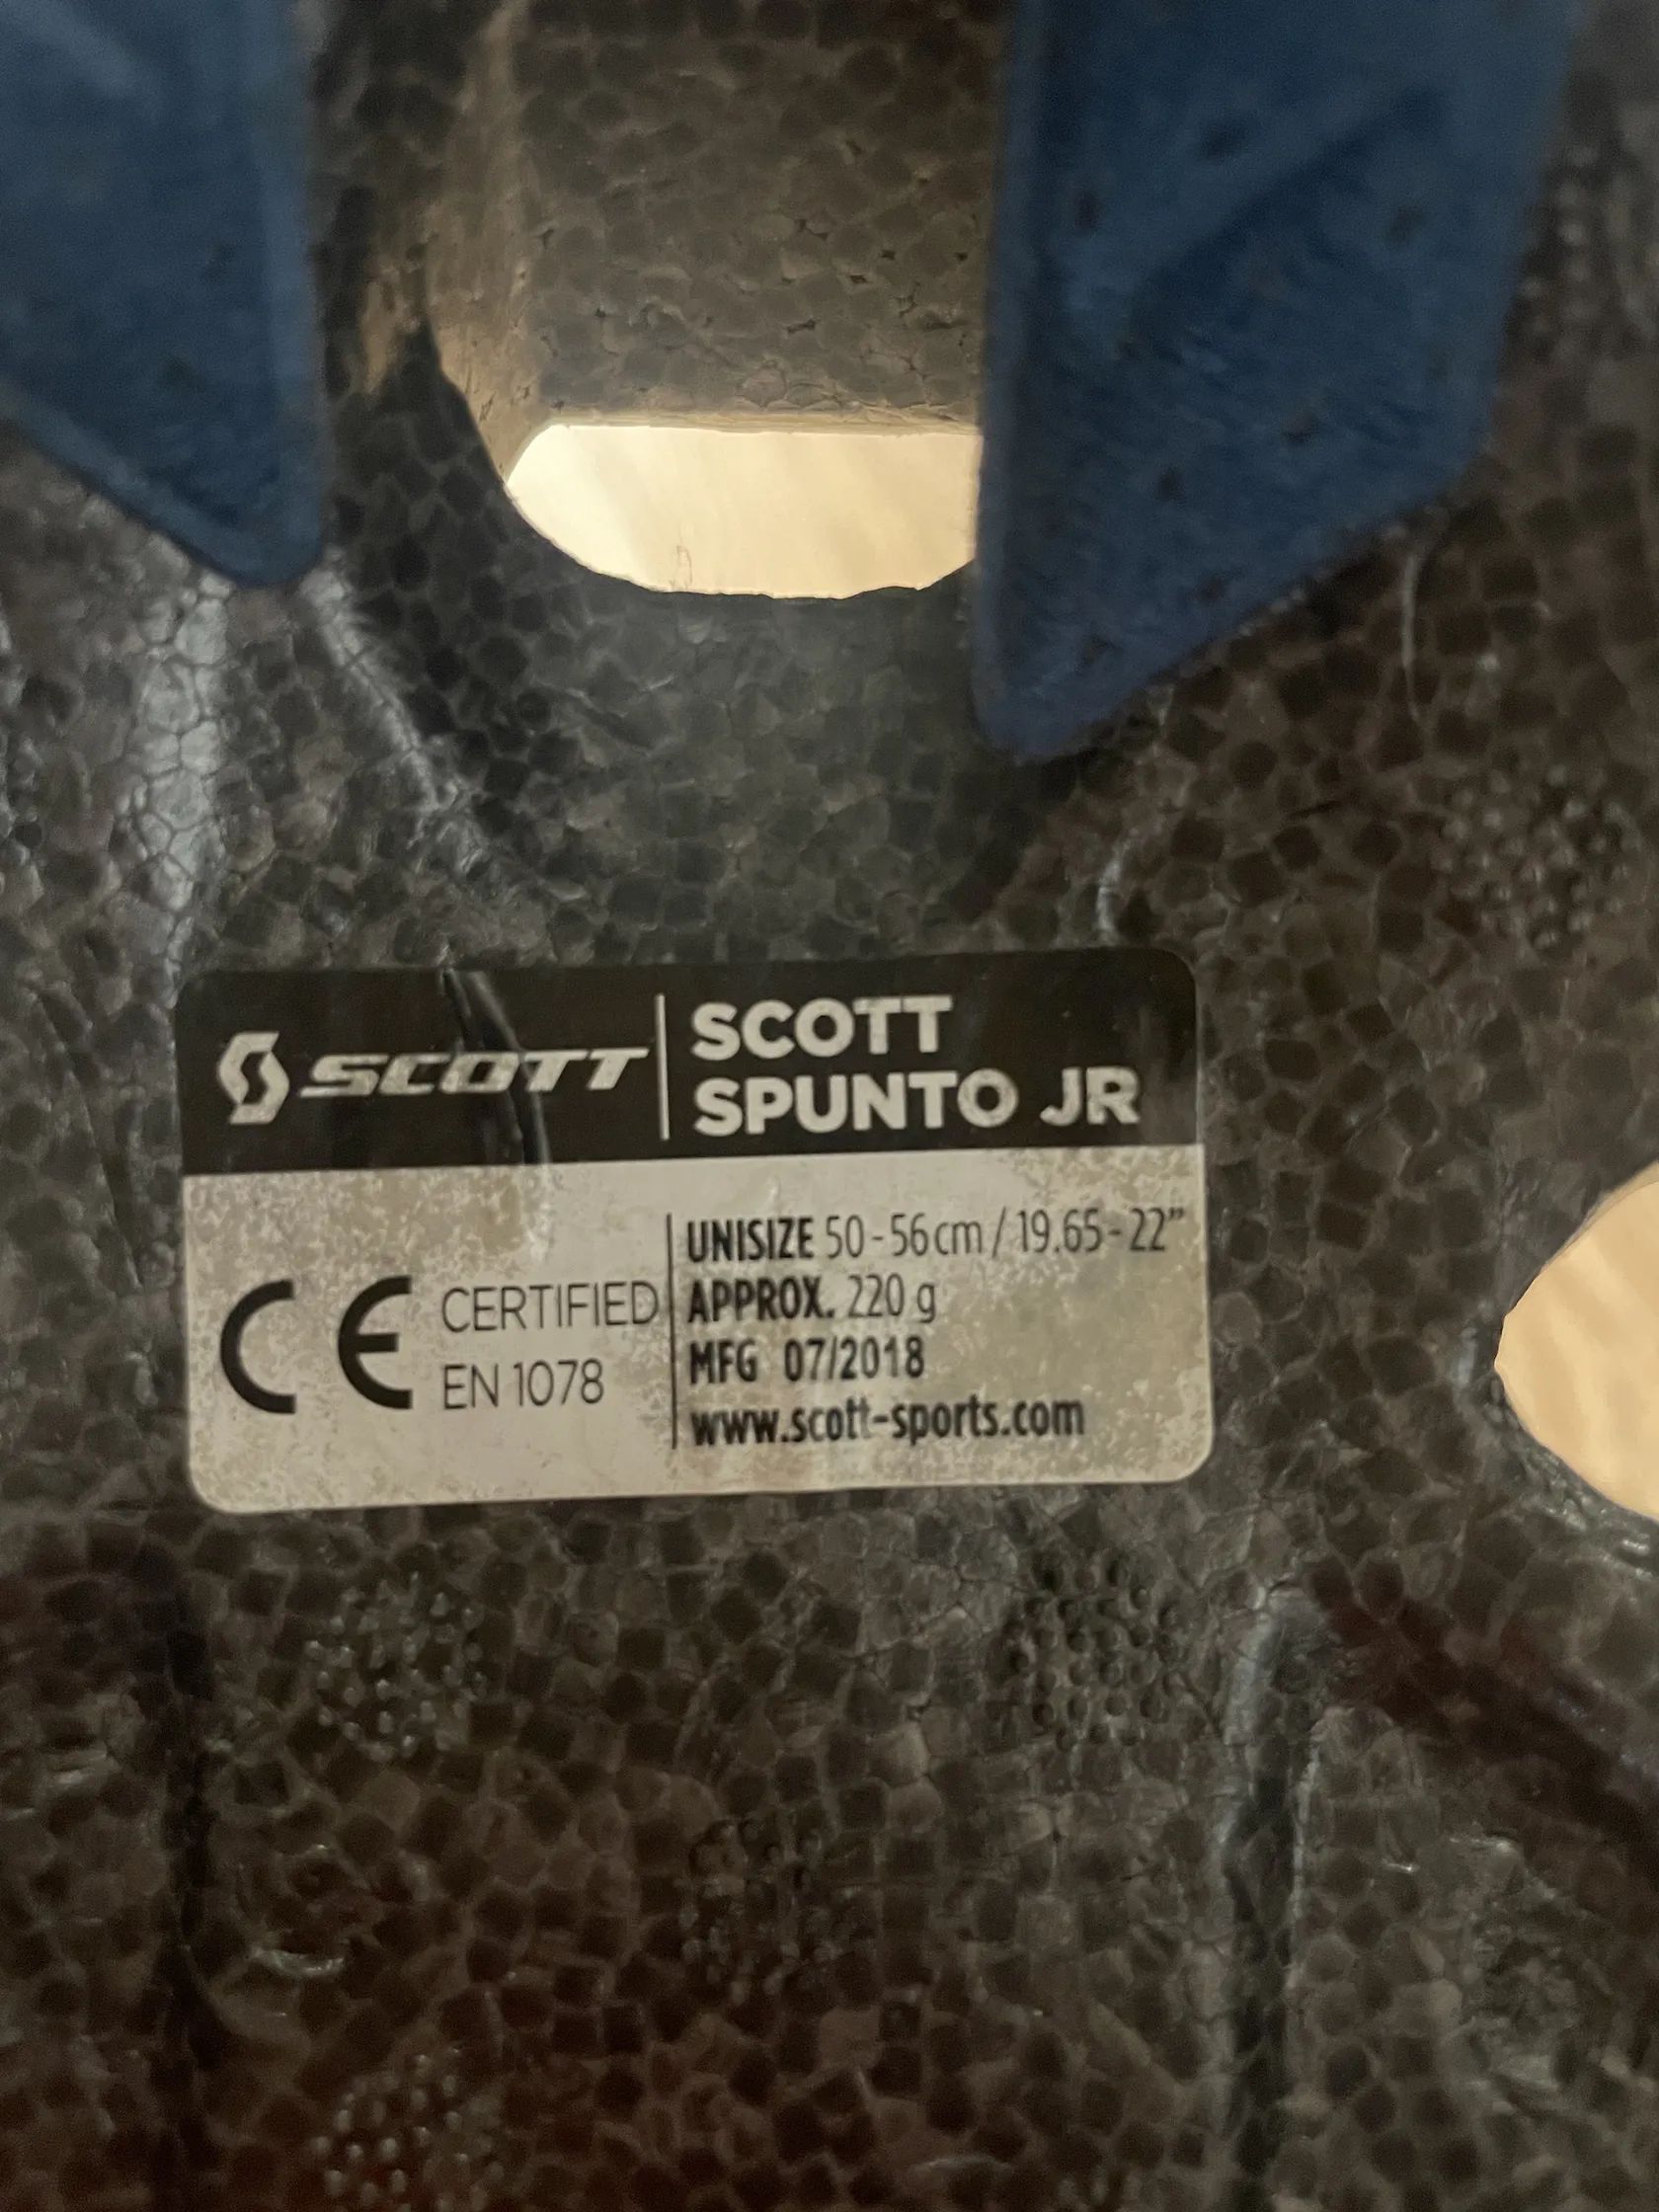 SCOTT
SCOTT
SPUNTO JR
CE CERTIFIED
EN 1078
UNISIZE 50-56cm / 19.65-22”
APPROX. 220 g
MFG 07/2018
www.scott-sports.com